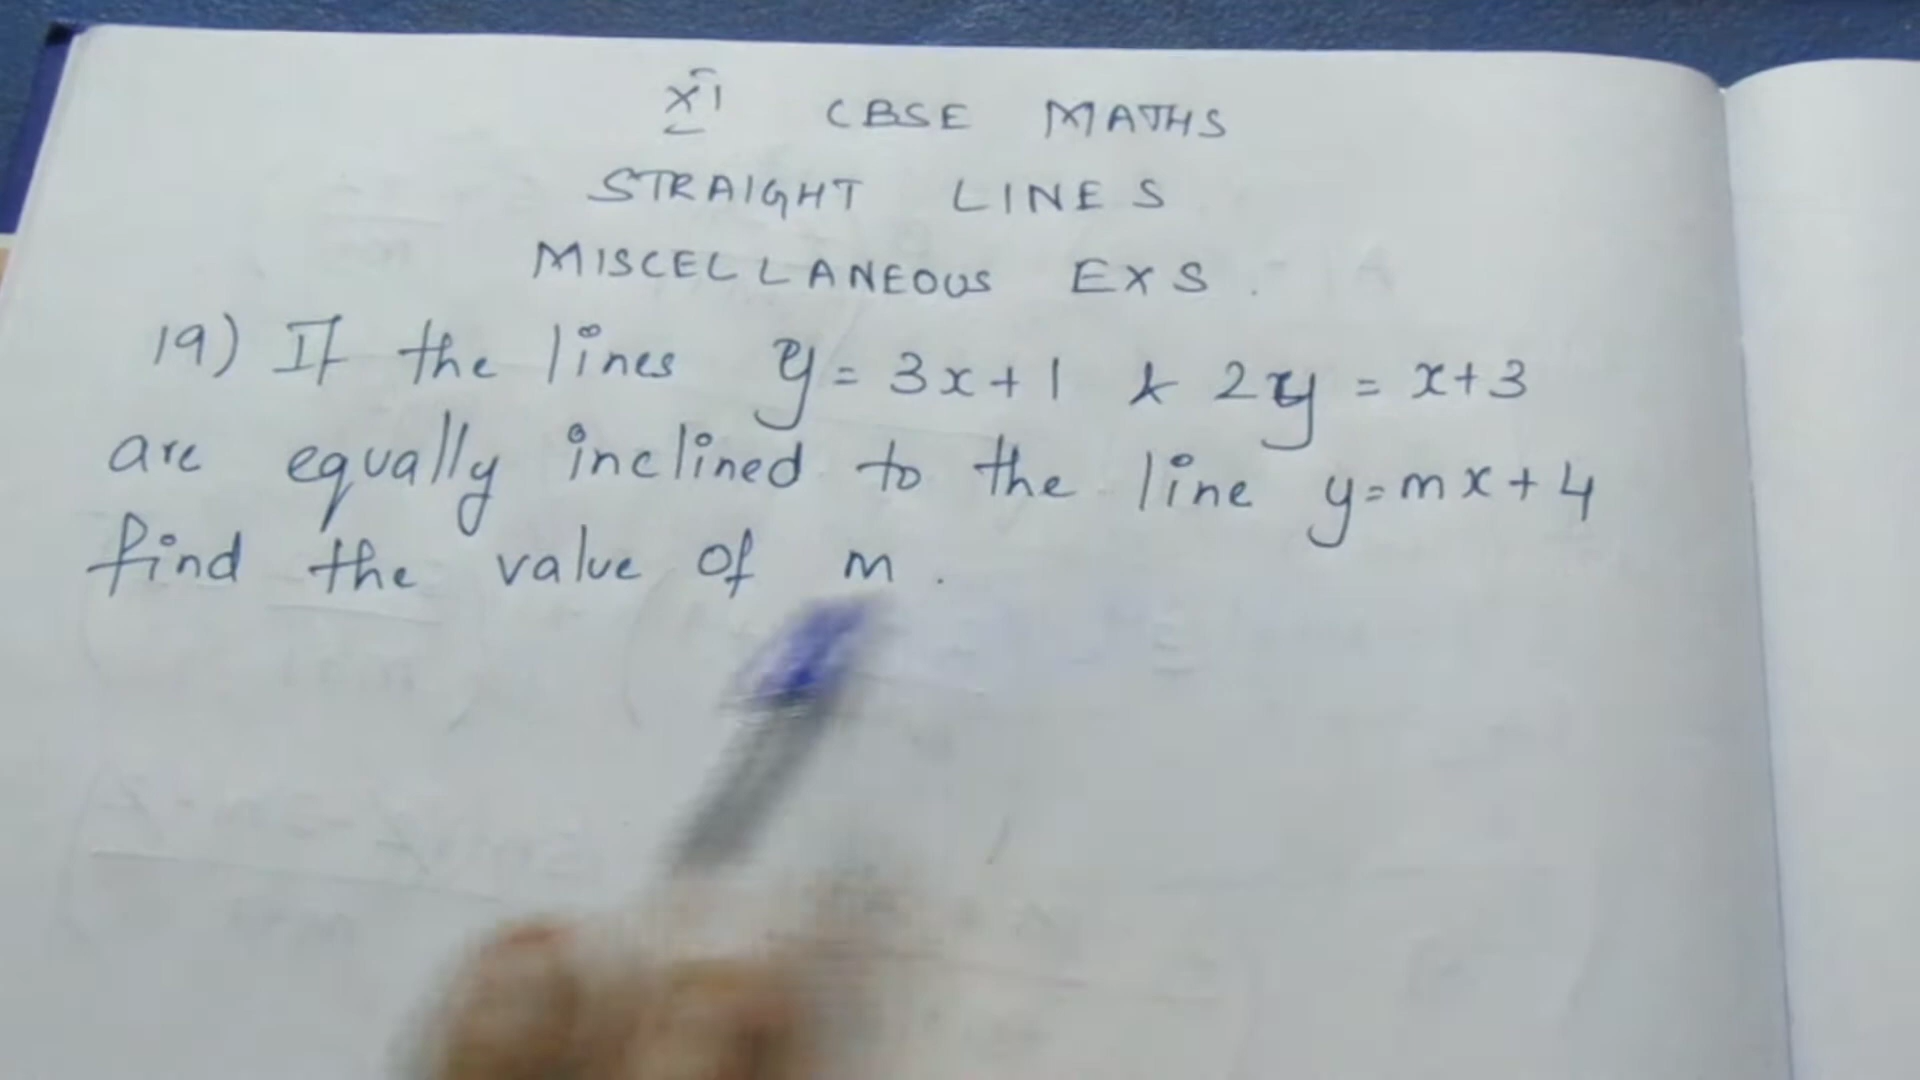 XI CBSE MATHS
STRAIGHT LINES
MISCELLANEOUS EXS.
19) If the lines y = 3x + 1 & 2y = x + 3
are equally inclined to the line y = mx + 4
find the value of m.